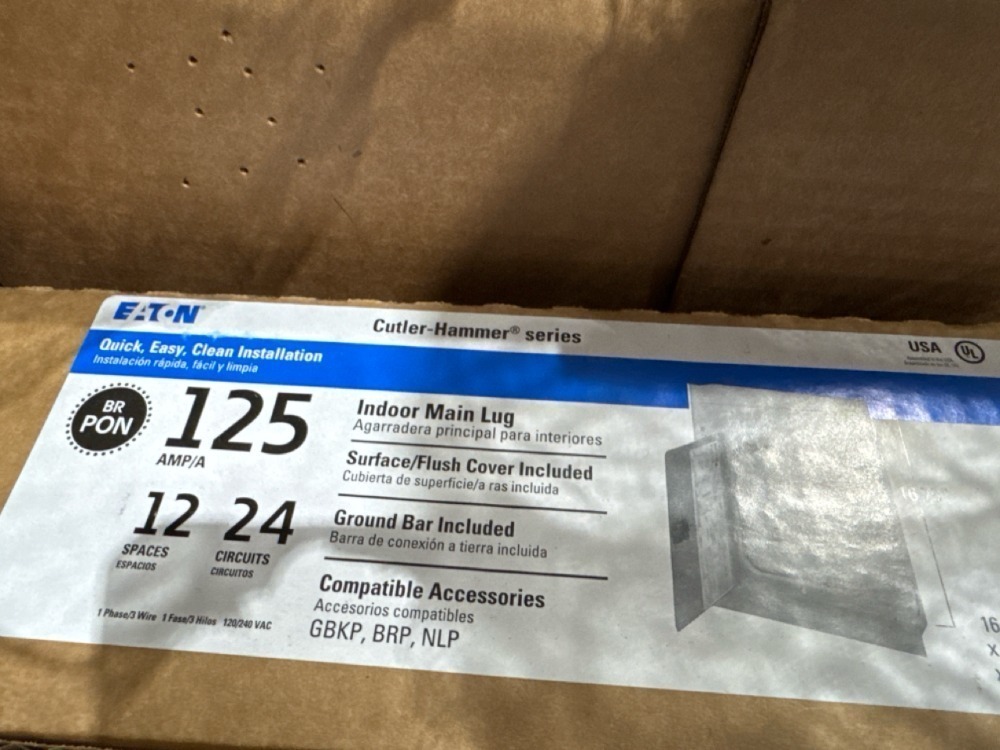 EATON
Cutler-Hammer® series
USA
UL
Quick, Easy, Clean Installation
Instalación rápida, fácil y limpia
BR
PON
125
AMP/A
12
SPACES
ESPACIOS
24
CIRCUITS
CIRCUITOS
1 Phase/3 Wire 1 Fase/3 Hilos 120/240 VAC
Indoor Main Lug
Agarradera principal para interiores
Surface/Flush Cover Included
Cubierta de superficie/a ras incluida
Ground Bar Included
Barra de conexión a tierra incluida
Compatible Accessories
Accesorios compatibles
GBKP, BRP, NLP
16
x